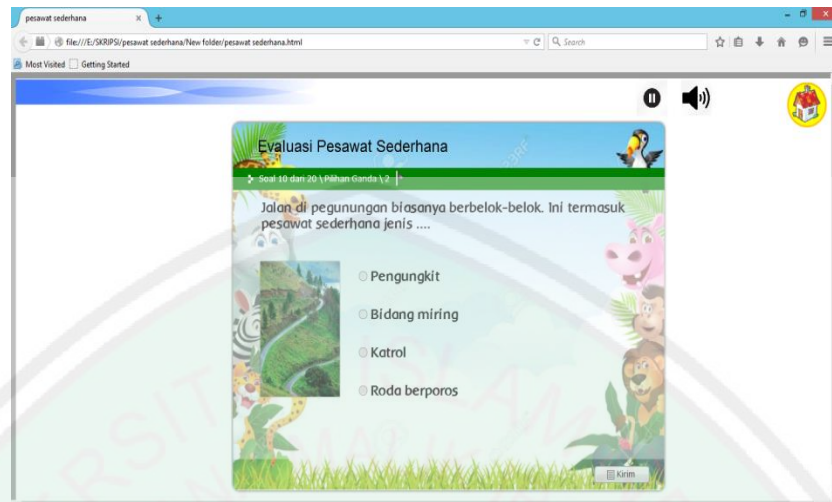 pesawat sederhana
file:///E:/SKRIPSI/pesawat sederhana/New folder/pesawat sederhana.html
Search
Most Visited
Getting Started
Evaluasi Pesawat Sederhana
Soal 10 dari 20 \ Pilihan Ganda \ 2
Jalan di pegunungan biasanya berbelok-belok. Ini termasuk
pesawat sederhana jenis ....
Pengungkit
Bidang miring
Katrol
Roda berporos
Kirim